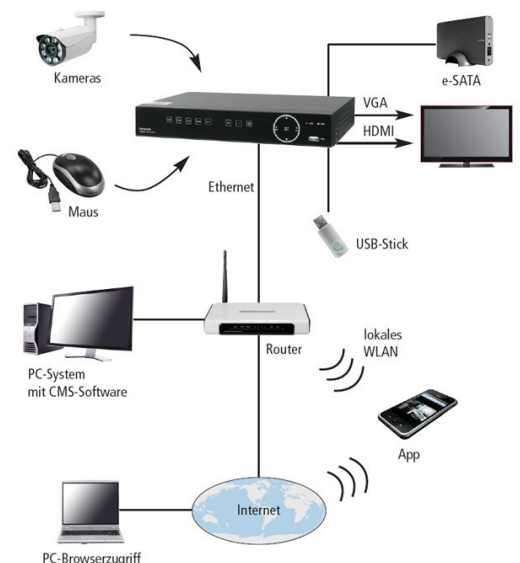 Kameras
e-SATA
VGA
HDMI
Maus
Ethernet
USB-Stick
Router
lokales
WLAN
PC-System
mit CMS-Software
App
Internet
PC-Browserzugriff